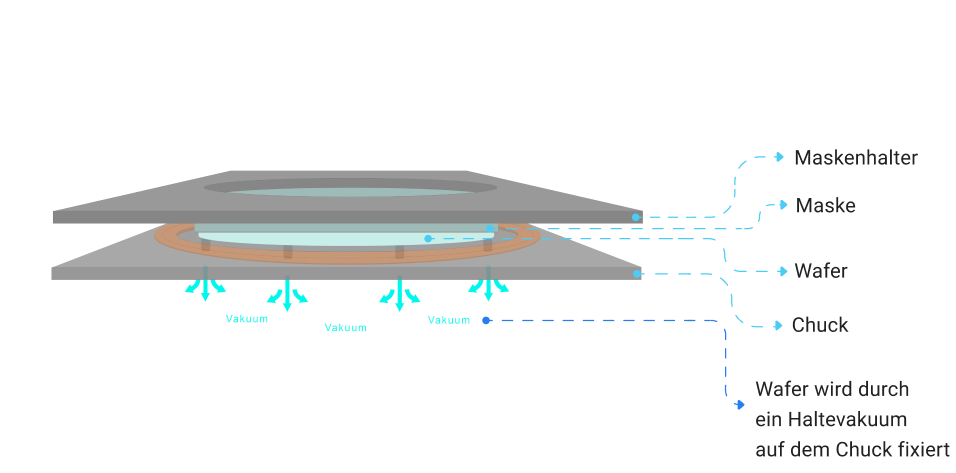 Maskenhalter
Maske
Wafer
Chuck
Vakuum
Vakuum
Vakuum
Wafer wird durch
ein Haltevakuum
auf dem Chuck fixiert